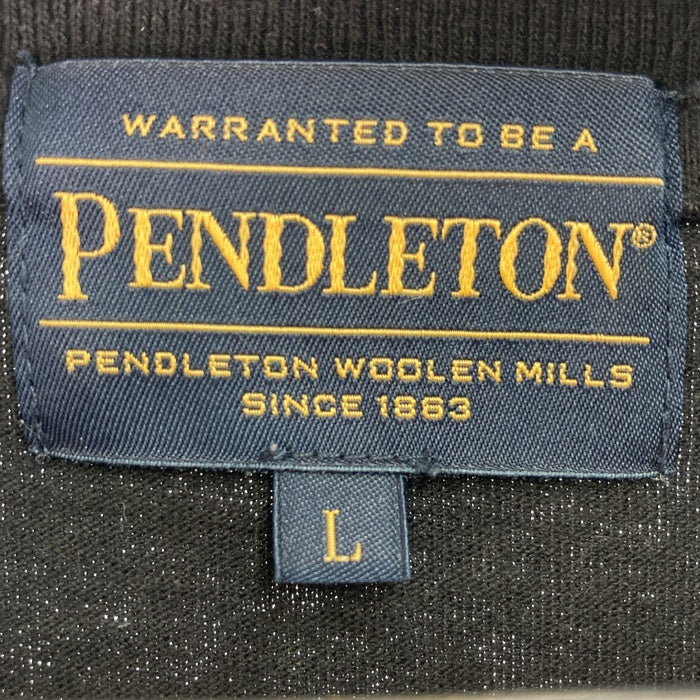 WARRANTED TO BE A
PENDLETON®
PENDLETON WOOLEN MILLS
SINCE 1863
L